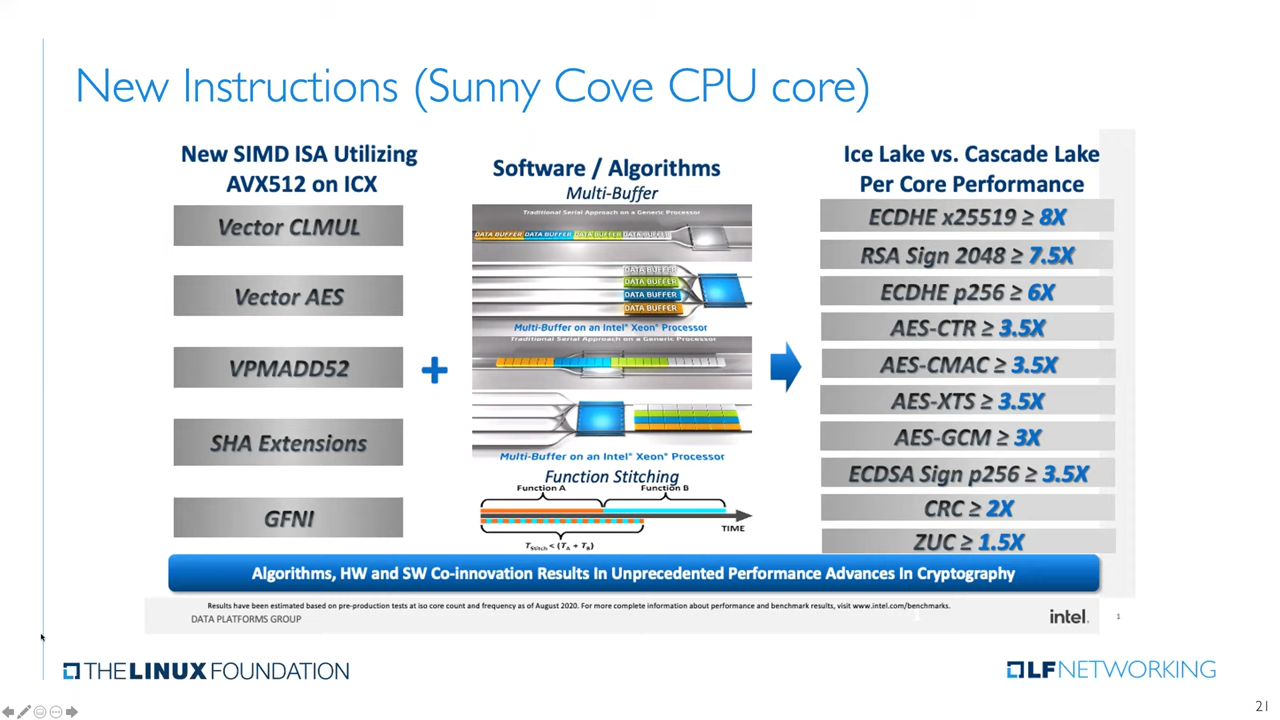 New Instructions (Sunny Cove CPU core)
New SIMD ISA Utilizing
AVX512 on ICX
Vector CLMUL
Vector AES
VPMADD52
SHA Extensions
GFNI
+
Software / Algorithms
Multi-Buffer
Traditional Serial Approach on a Generic Processor
DATA BUFFER DATA BUFFER DATA BUFFER DATA BUFFER
DATA BUFFER
DATA BUFFER
DATA BUFFER
DATA BUFFER
Multi-Buffer on an Intel® Xeon® Processor
Traditional Serial Approach on a Generic Processor
Multi-Buffer on an Intel® Xeon® Processor
Function Stitching
Function A Function B
TIME
TStitch < (TA + TB)
Ice Lake vs. Cascade Lake
Per Core Performance
ECDHE x25519 ≥ 8X
RSA Sign 2048 ≥ 7.5X
ECDHE p256 ≥ 6X
AES-CTR ≥ 3.5X
AES-CMAC ≥ 3.5X
AES-XTS ≥ 3.5X
AES-GCM ≥ 3X
ECDSA Sign p256 ≥ 3.5X
CRC ≥ 2X
ZUC ≥ 1.5X
Algorithms, HW and SW Co-innovation Results In Unprecedented Performance Advances In Cryptography
Results have been estimated based on pre-production tests at iso core count and frequency as of August 2020. For more complete information about performance and benchmark results, visit www.intel.com/benchmarks.
DATA PLATFORMS GROUP
intel.
1
THE LINUX FOUNDATION
LF NETWORKING
21